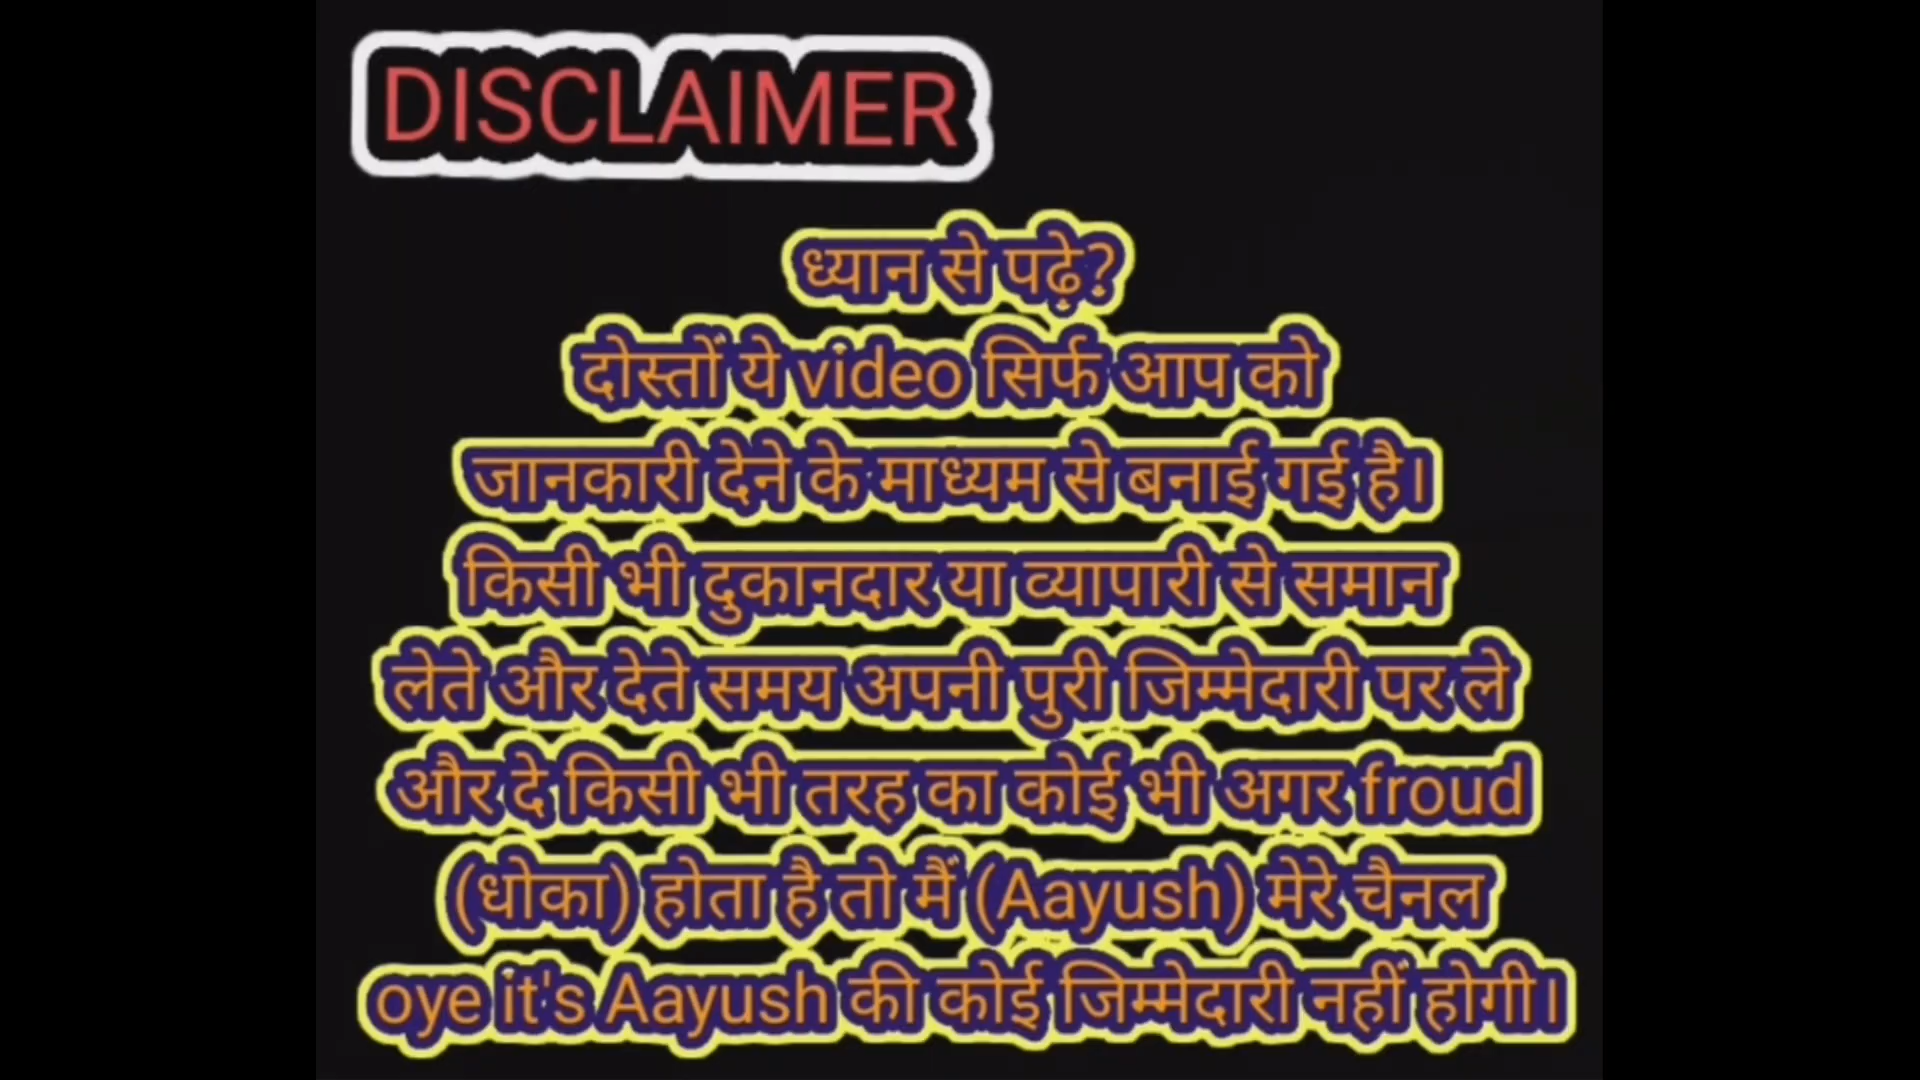 DISCLAIMER
ध्यान से पढ़े?
दोस्तों ये video सिर्फ आप को
जानकारी देने के माध्यम से बनाई गई है।
किसी भी दुकानदार या व्यापारी से समान
लेते और देते समय अपनी पुरी जिम्मेदारी पर ले
और दे किसी भी तरह का कोई भी अगर froud
(धोका) होता है तो मैं (Aayush) मेरे चैनल
oye it's Aayush की कोई जिम्मेदारी नहीं होगी।